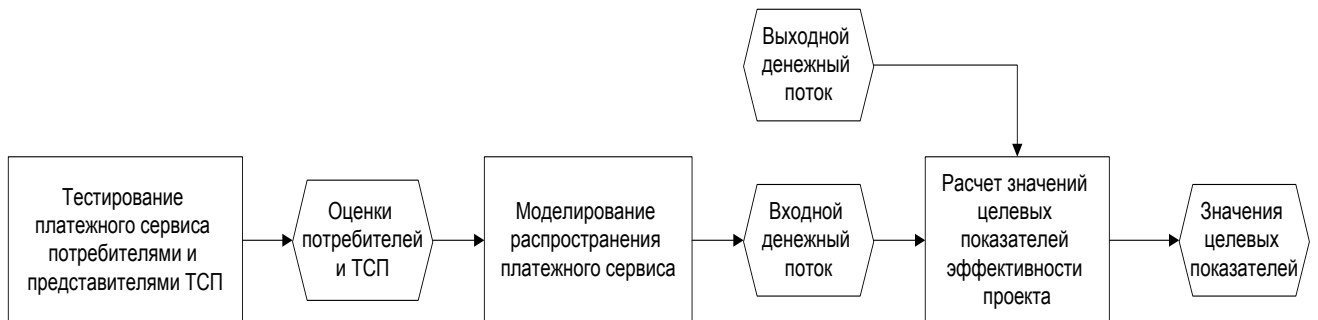 Выходной
денежный
поток
Тестирование
платежного сервиса
потребителями и
представителями ТСП
Оценки
потребителей
и ТСП
Моделирование
распространения
платежного сервиса
Входной
денежный
поток
Расчет значений
целевых
показателей
эффективности
проекта
Значения
целевых
показателей